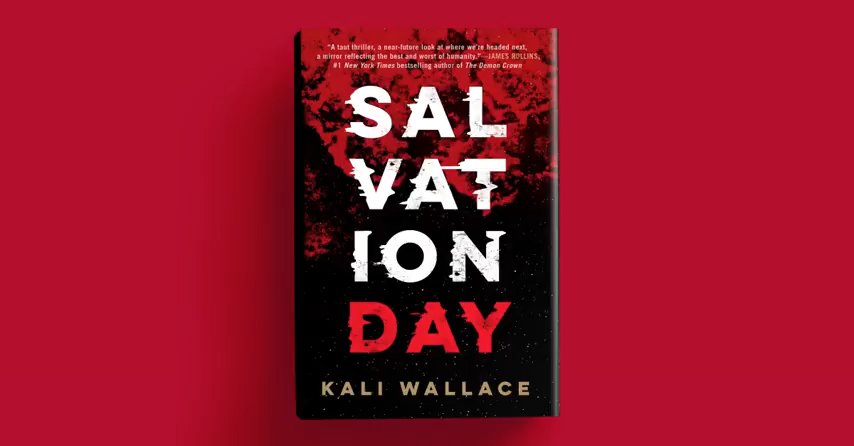 "A taut thriller, a near-future look at where we're headed next,
a mirror reflecting the best and worst of humanity."—JAMES ROLLINS,
#1 New York Times bestselling author of The Demon Crown
SAL
VAT
ION
DAY
KALI WALLACE